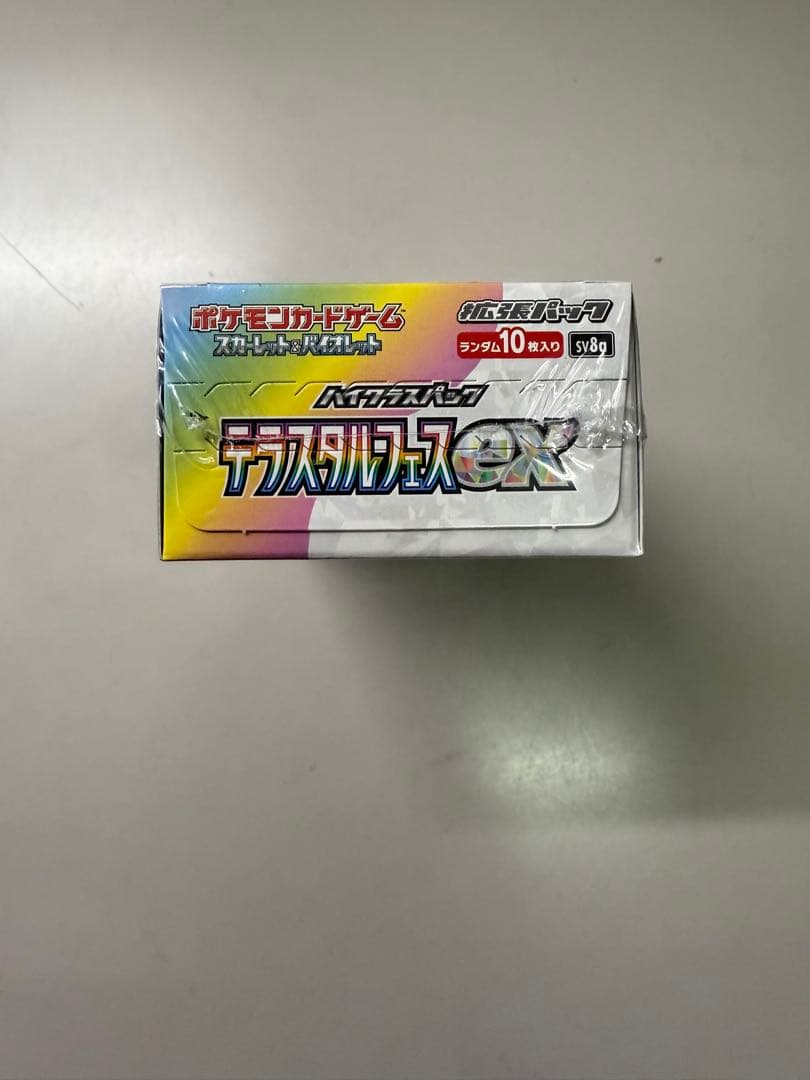 ポケモンカードゲーム
スカーレット&バイオレット
拡張パック
ランダム10枚入り
sv8a
ハイクラスパック
テラスタルフェスex